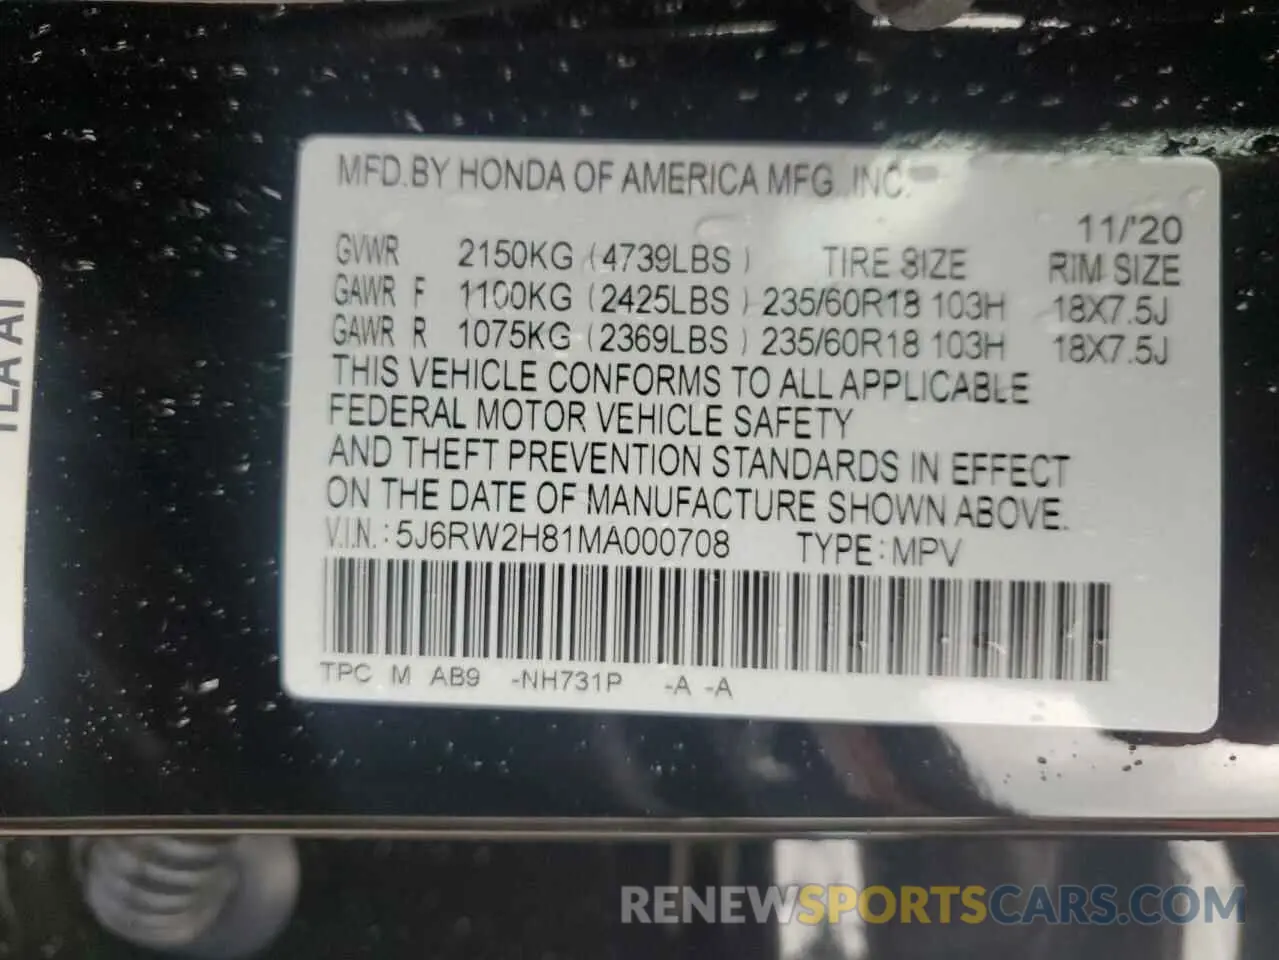 MFD.BY HONDA OF AMERICA MFG.,INC.
11/'20
GVWR 2150KG (4739LBS) TIRE SIZE RIM SIZE
GAWR F 1100KG (2425LBS) 235/60R18 103H 18X7.5J
GAWR R 1075KG (2369LBS) 235/60R18 103H 18X7.5J
THIS VEHICLE CONFORMS TO ALL APPLICABLE
FEDERAL MOTOR VEHICLE SAFETY
AND THEFT PREVENTION STANDARDS IN EFFECT
ON THE DATE OF MANUFACTURE SHOWN ABOVE.
V.I.N.: 5J6RW2H81MA000708 TYPE: MPV
TPC M AB9 -NH731P -A -A
RENEWSPORTSCARS.COM